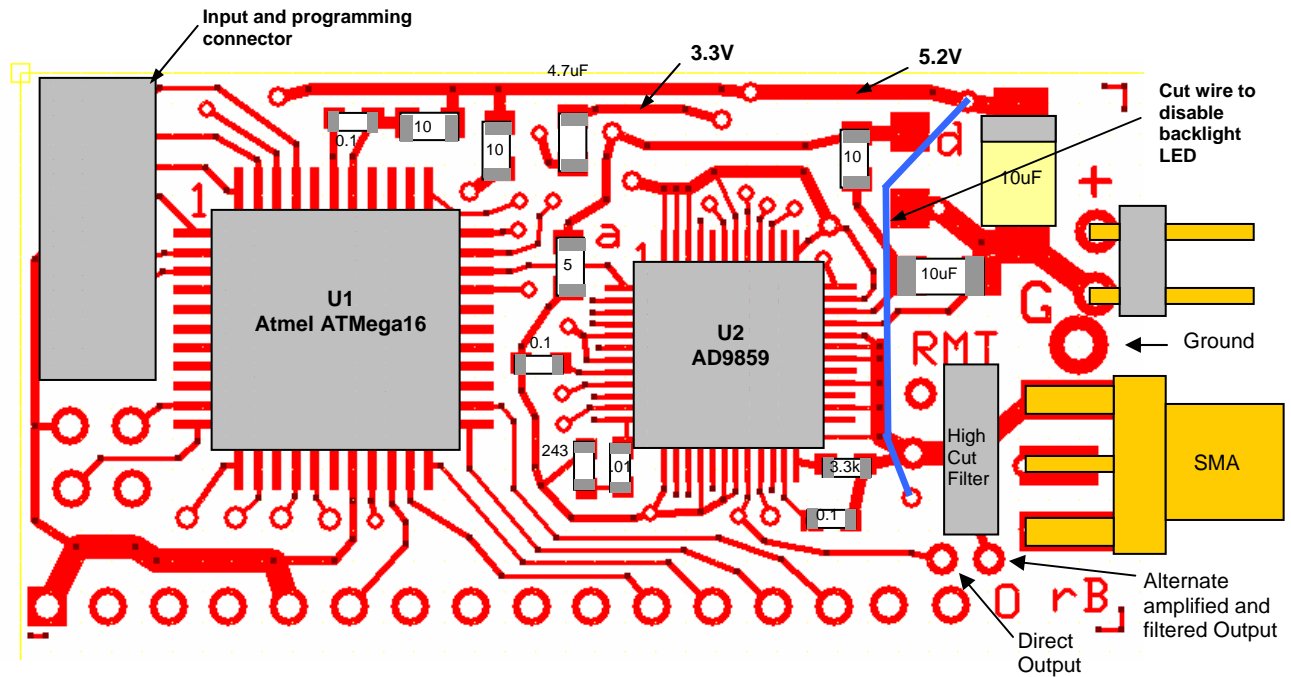 Input and programming
connector
3.3V
5.2V
4.7uF
Cut wire to
disable
backlight
LED
0.1
10
10
10
a
10uF
+
1
a
1
5
10uF
G
U1
Atmel ATMega16
U2
AD9859
Ground
0.1
RMT
243
.01
3.3k
High
Cut
Filter
SMA
0.1
O rB
Alternate
amplified and
filtered Output
Direct
Output